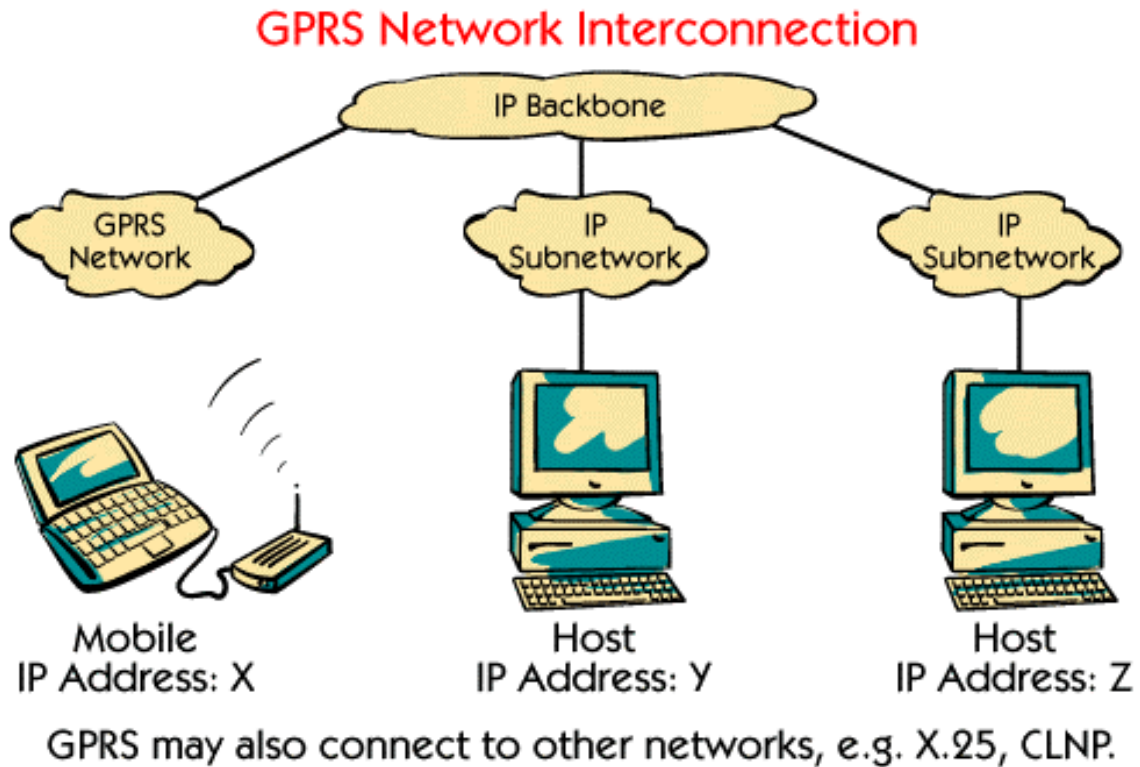 GPRS Network Interconnection
IP Backbone
GPRS
Network
IP
Subnetwork
IP
Subnetwork
Mobile
IP Address: X
Host
IP Address: Y
Host
IP Address: Z
GPRS may also connect to other networks, e.g. X.25, CLNP.